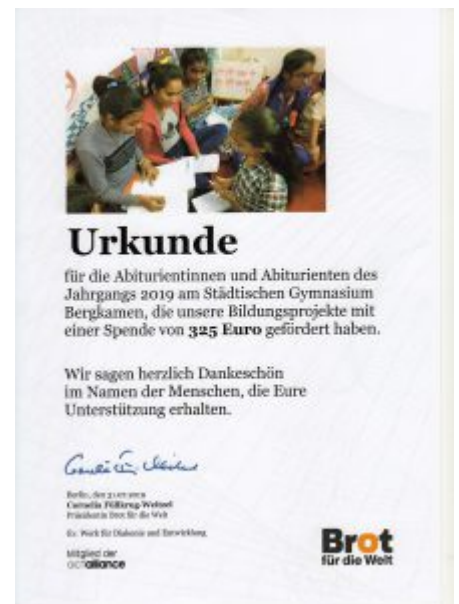 Urkunde
für die Abiturientinnen und Abiturienten des
Jahrgangs 2019 am Städtischen Gymnasium
Bergkamen, die unsere Bildungsprojekte mit
einer Spende von 325 Euro gefördert haben.
Wir sagen herzlich Dankeschön
im Namen der Menschen, die Eure
Unterstützung erhalten.
Berlin, den
Cornelia Füllkrug-Weitzel
Präsidentin Brot für die Welt
Ev. Werk für Diakonie und Entwicklung
Mitglied der
actalliance
Brot
für die Welt